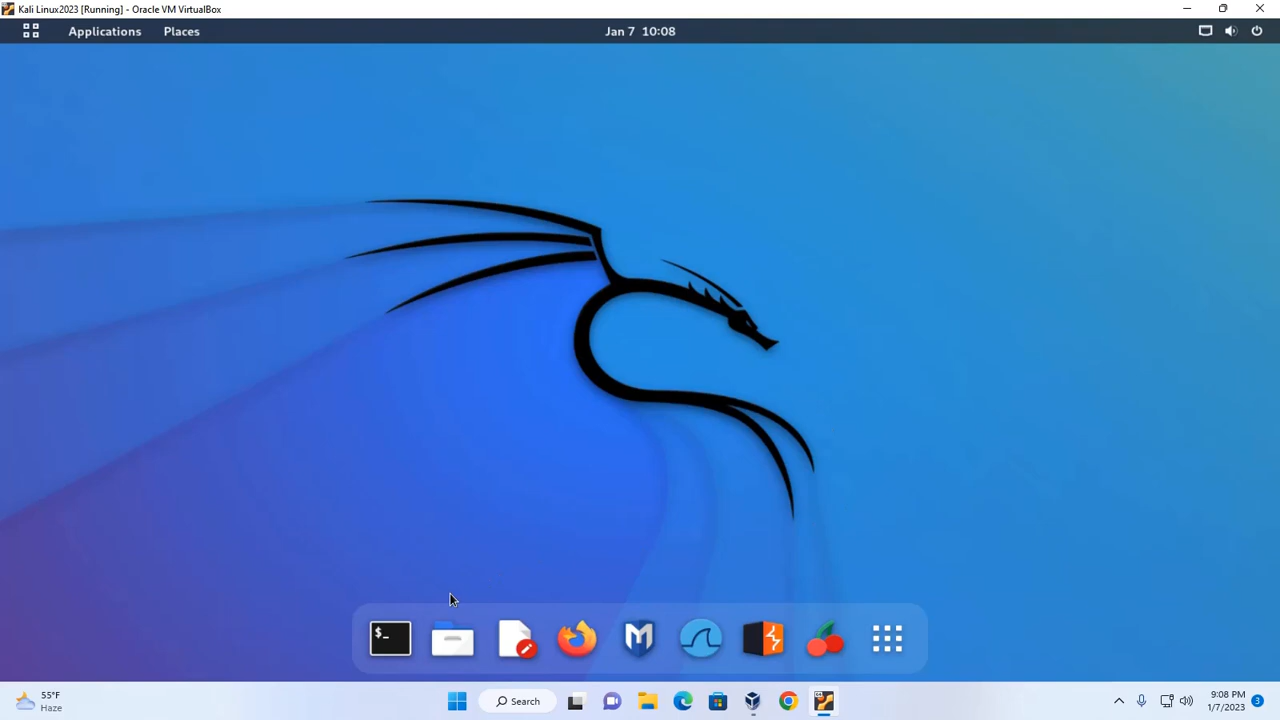 Kali Linux2023 [Running] - Oracle VM VirtualBox
Applications Places Jan 7 10:08
$_
55°F
Haze
Search
9:08 PM
1/7/2023
3